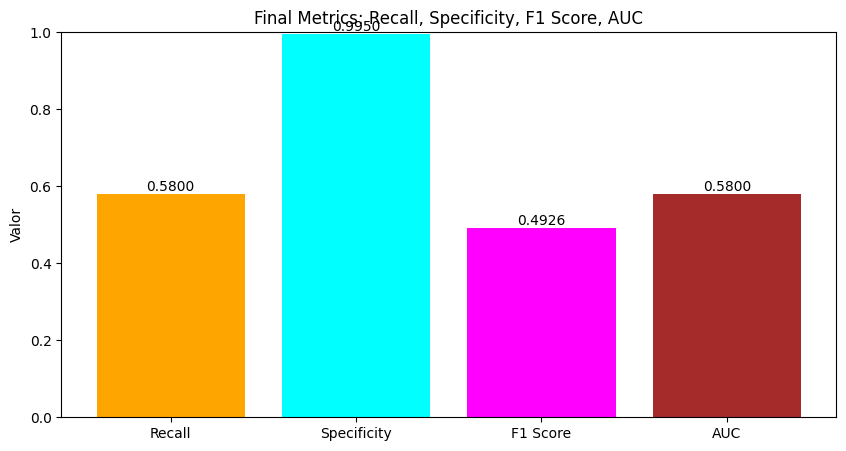 Final Metrics: Recall, Specificity, F1 Score, AUC
Valor
1.0
0.8
0.6
0.4
0.2
0.0
0.5800
0.9950
0.4926
0.5800
Recall
Specificity
F1 Score
AUC